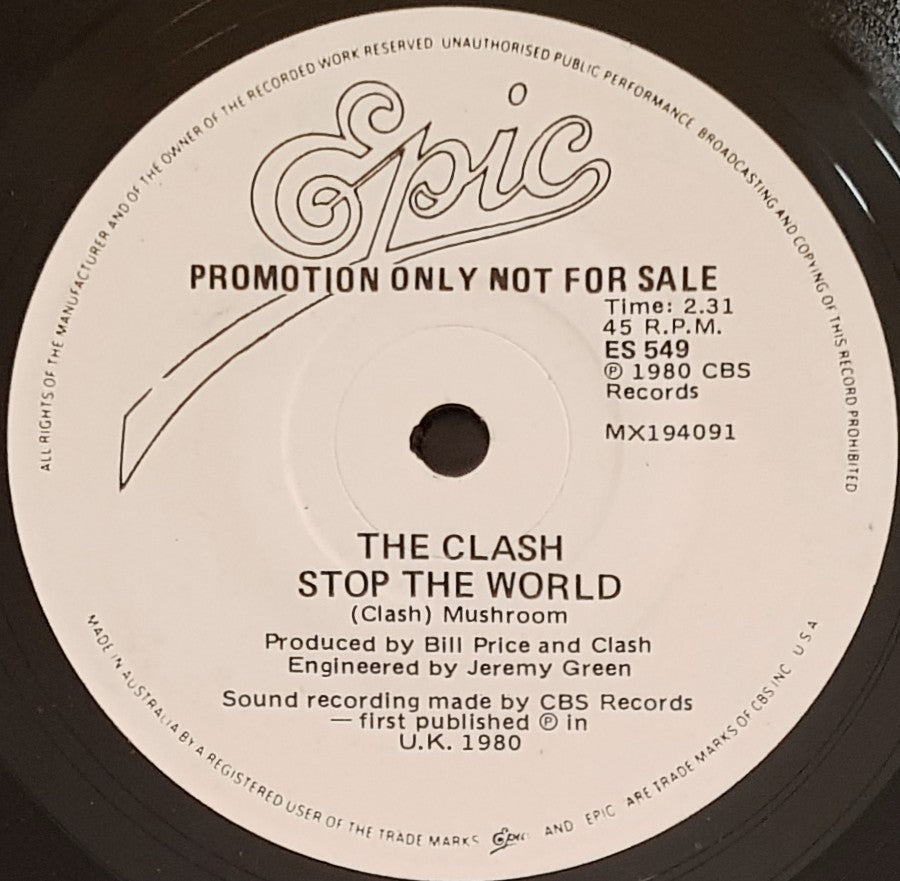 ALL RIGHTS OF THE MANUFACTURER AND OF THE OWNER OF THE RECORDED WORK RESERVED UNAUTHORISED PUBLIC PERFORMANCE BROADCASTING AND COPYING OF THIS RECORD PROHIBITED
Epic
PROMOTION ONLY NOT FOR SALE
Time: 2.31
45 R.P.M.
ES 549
℗ 1980 CBS
Records
MX194091
THE CLASH
STOP THE WORLD
(Clash) Mushroom
Produced by Bill Price and Clash
Engineered by Jeremy Green
Sound recording made by CBS Records
— first published ℗ in
U.K. 1980
MADE IN AUSTRALIA BY A REGISTERED USER OF THE TRADE MARKS Epic AND EPIC ARE TRADE MARKS OF CBS INC U S A